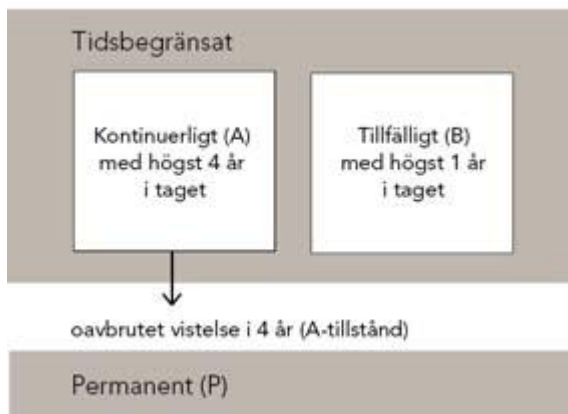 Tidsbegränsat
Kontinuerligt (A)
med högst 4 år
i taget
Tillfälligt (B)
med högst 1 år
i taget
oavbrutet vistelse i 4 år (A-tillstånd)
Permanent (P)